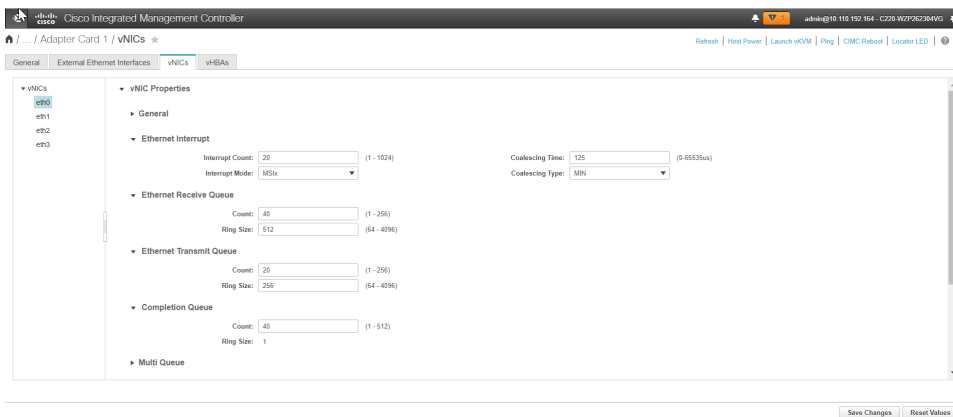 cisco Cisco Integrated Management Controller
1
admin@10.110.192.164 - C220-WZP262304VG
/ ... / Adapter Card 1 / vNICs
Refresh | Host Power | Launch vKVM | Ping | CIMC Reboot | Locator LED |
General External Ethernet Interfaces vNICs vHBAs
vNICs
eth0
eth1
eth2
eth3
vNIC Properties
General
Ethernet Interrupt
Interrupt Count: 20 (1 - 1024) Coalescing Time: 125 (0-65535us)
Interrupt Mode: MSIx Coalescing Type: MIN
Ethernet Receive Queue
Count: 40 (1 - 256)
Ring Size: 512 (64 - 4096)
Ethernet Transmit Queue
Count: 20 (1 - 256)
Ring Size: 256 (64 - 4096)
Completion Queue
Count: 40 (1 - 512)
Ring Size: 1
Multi Queue
Save Changes Reset Values